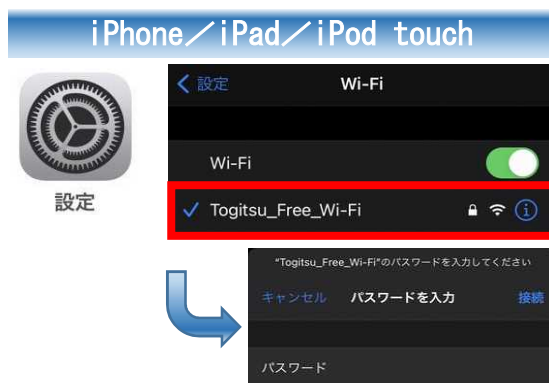 iPhone／iPad／iPod touch
設定
設定 Wi-Fi
Wi-Fi
Togitsu_Free_Wi-Fi
"Togitsu_Free_Wi-Fi"のパスワードを入力してください
キャンセル パスワードを入力 接続
パスワード